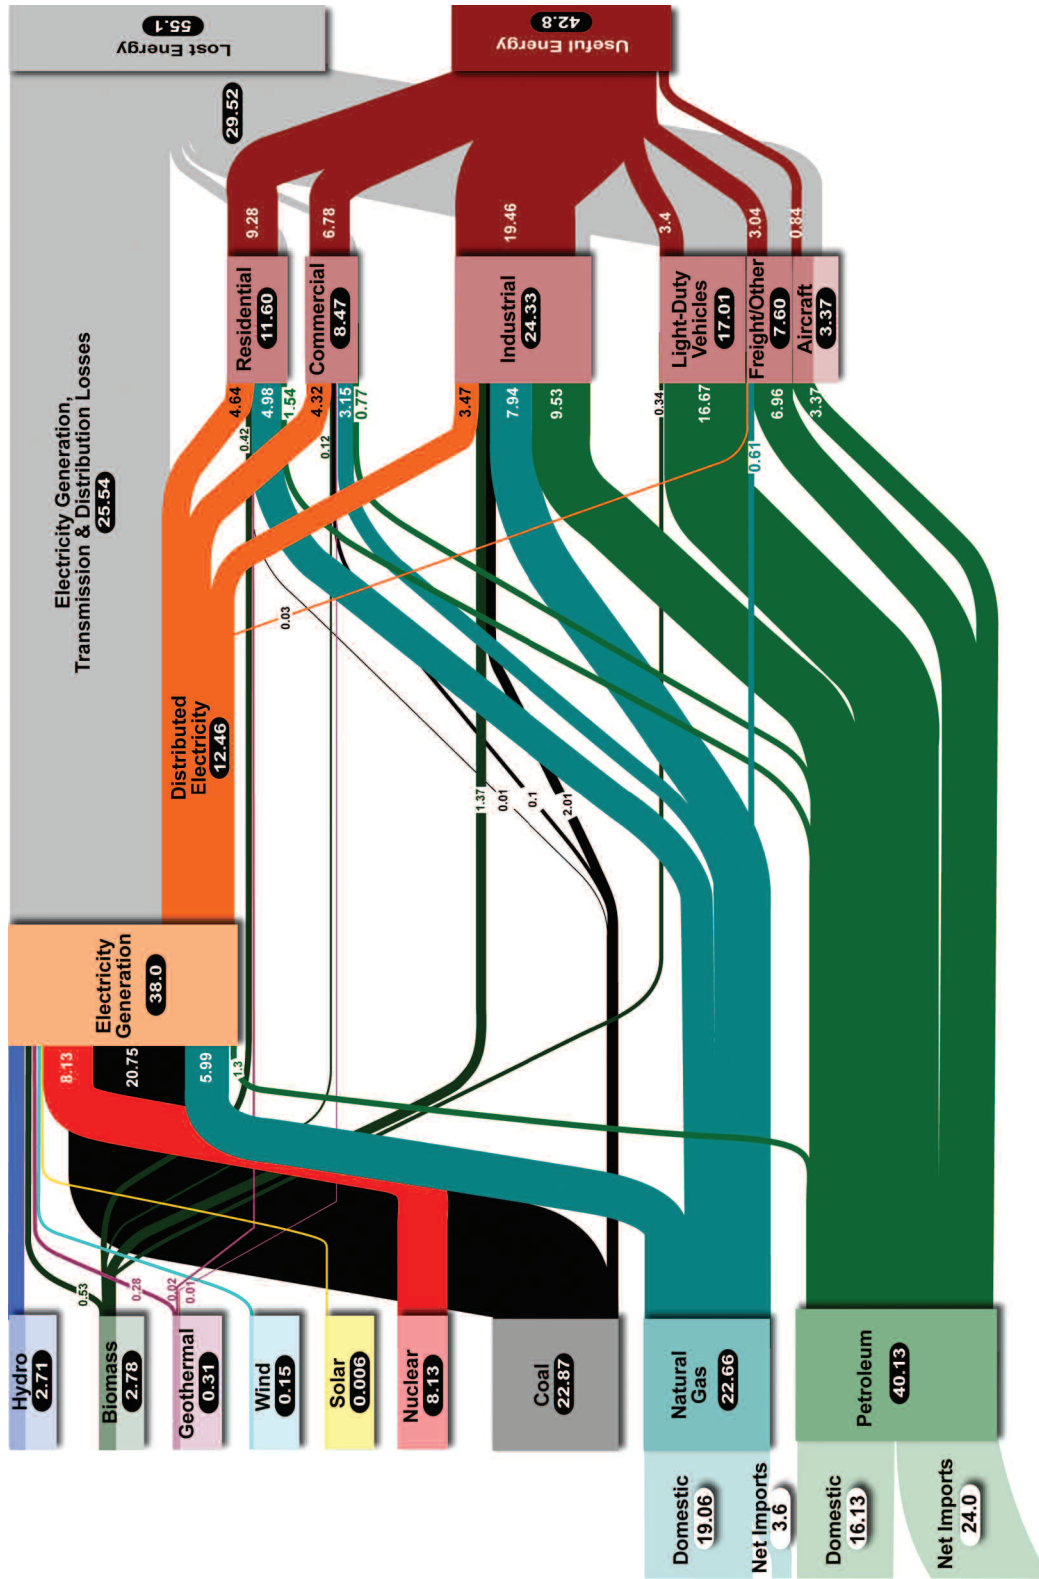 Hydro
2.71
Biomass
2.78
Geothermal
0.31
Wind
0.15
Solar
0.006
Nuclear
8.13
Coal
22.87
Natural
Gas
22.66
Petroleum
40.13
Domestic
19.06
Net Imports
3.6
Domestic
16.13
Net Imports
24.0
0.53
0.28
0.02
0.01
8.13
20.75
5.99
1.3
Electricity
Generation
38.0
Electricity Generation,
Transmission & Distribution Losses
25.54
Distributed
Electricity
12.46
0.03
1.37
0.01
0.1
2.01
4.64
0.42
4.98
1.54
4.32
0.12
3.15
0.77
3.47
7.94
9.53
0.34
16.67
0.61
6.96
3.37
Residential
11.60
Commercial
8.47
Industrial
24.33
Light-Duty
Vehicles
17.01
Freight/Other
7.60
Aircraft
3.37
9.28
6.78
19.46
3.4
3.04
0.84
29.52
Lost Energy
55.1
Useful Energy
42.8